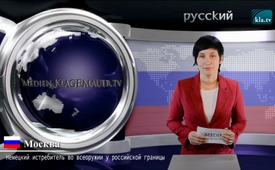 kla.tv
русский
MEDIEN-KLAGEMAUER.TV
Москва
Немецкий истребитель во всеоружии у российской границы